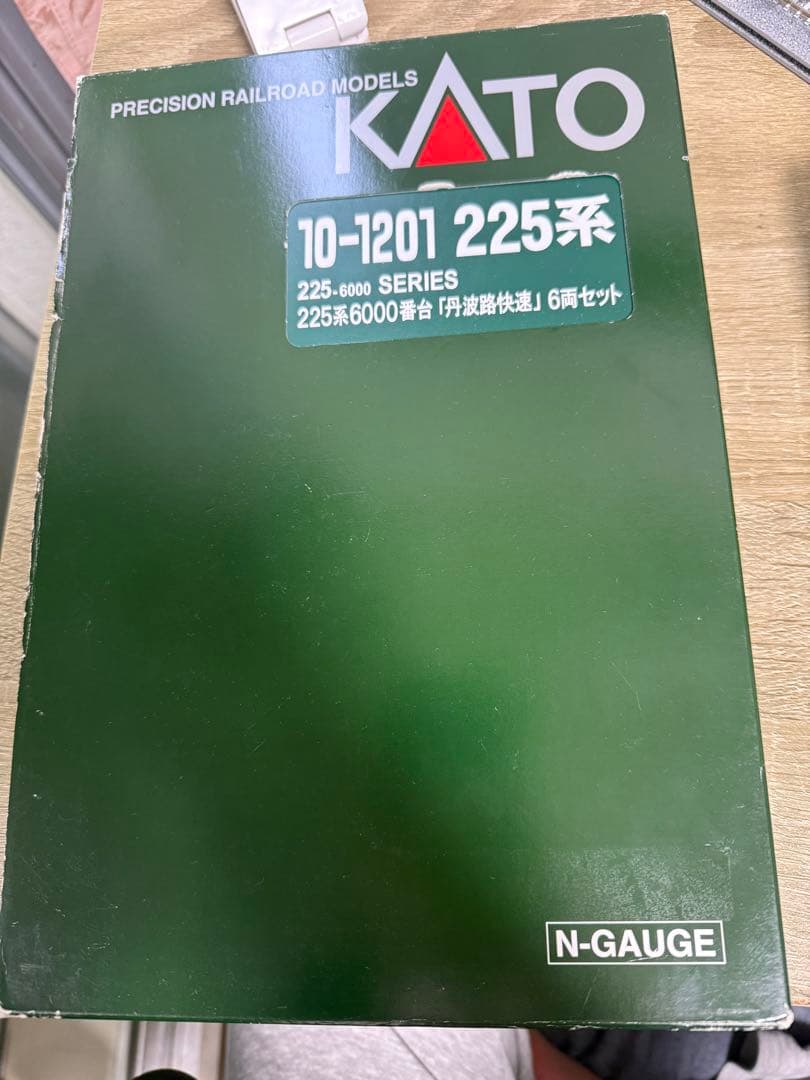 PRECISION RAILROAD MODELS
KATO
10-1201 225系
225-6000 SERIES
225系6000番台「丹波路快速」6両セット
N-GAUGE